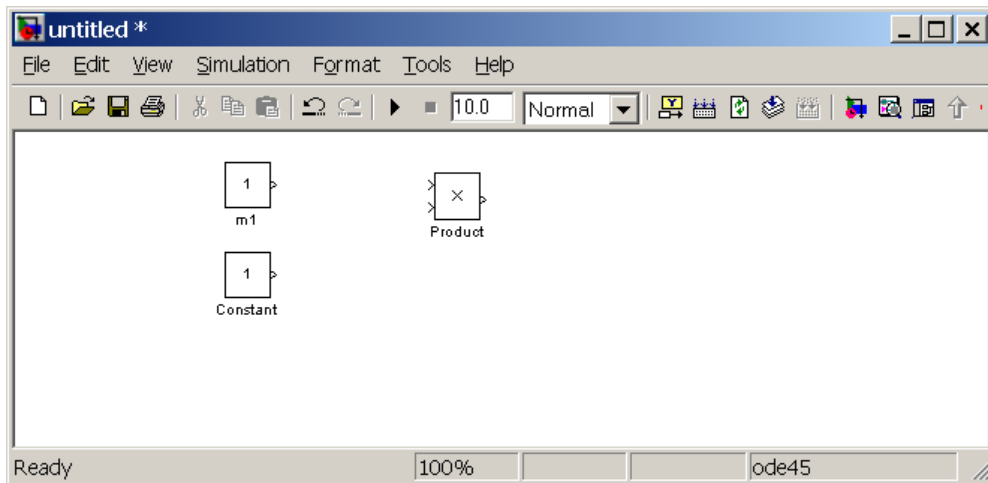 untitled *
File Edit View Simulation Format Tools Help
10.0 Normal
1
m1
×
Product
1
Constant
Ready 100% ode45